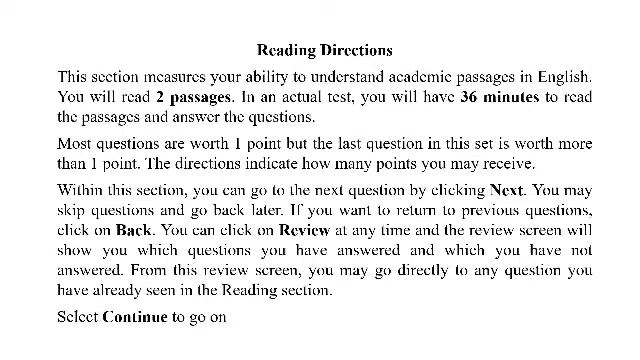 Reading Directions
This section measures your ability to understand academic passages in English.
You will read 2 passages. In an actual test, you will have 36 minutes to read
the passages and answer the questions.
Most questions are worth 1 point but the last question in this set is worth more
than 1 point. The directions indicate how many points you may receive.
Within this section, you can go to the next question by clicking Next. You may
skip questions and go back later. If you want to return to previous questions,
click on Back. You can click on Review at any time and the review screen will
show you which questions you have answered and which you have not
answered. From this review screen, you may go directly to any question you
have already seen in the Reading section.
Select Continue to go on